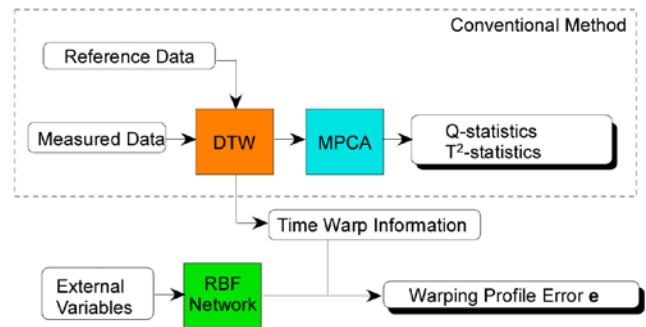 Conventional Method
Reference Data
Measured Data
DTW
MPCA
Q-statistics
T²-statistics
Time Warp Information
External
Variables
RBF
Network
Warping Profile Error e